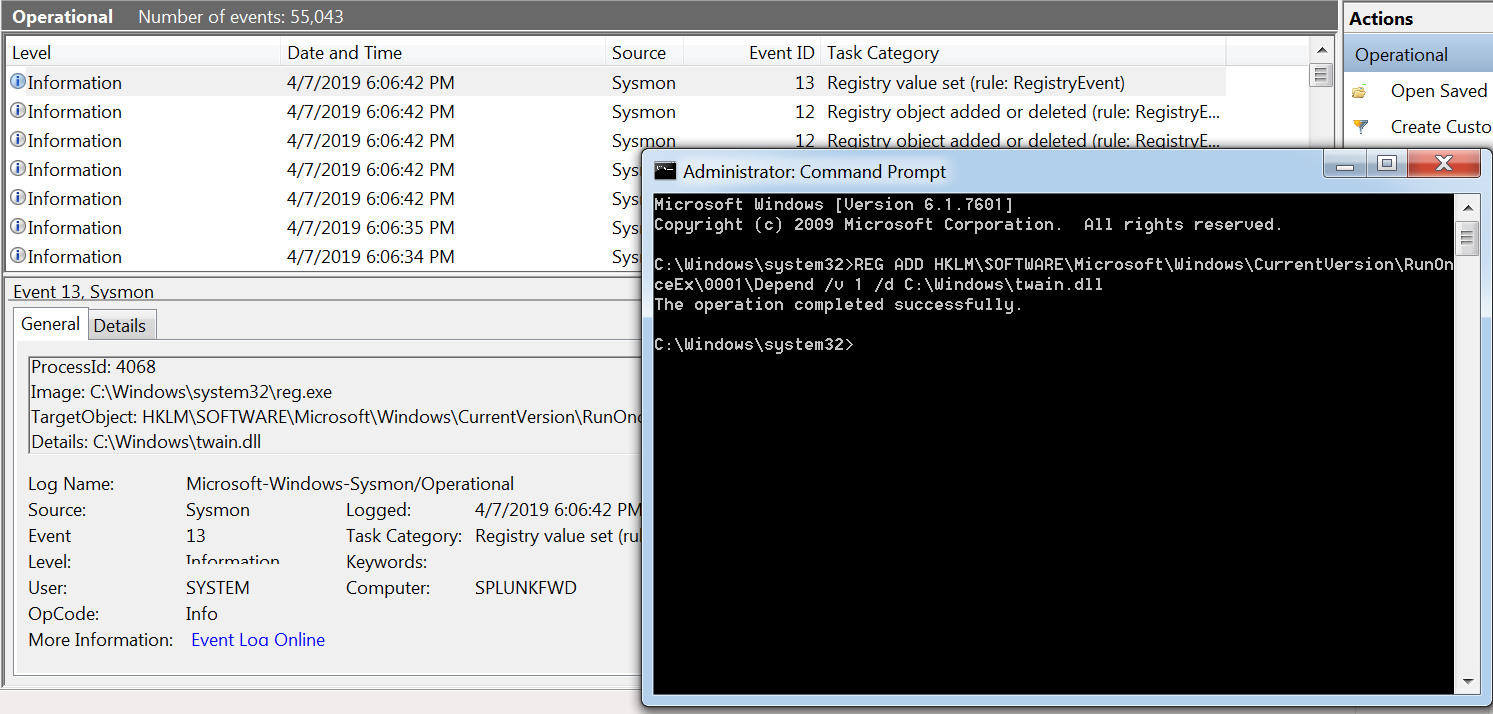 Operational Number of events: 55,043
Level Date and Time Source Event ID Task Category
Information 4/7/2019 6:06:42 PM Sysmon 13 Registry value set (rule: RegistryEvent)
Information 4/7/2019 6:06:42 PM Sysmon 12 Registry object added or deleted (rule: RegistryE...
Information 4/7/2019 6:06:42 PM Sysmon 12 Registry object added or deleted (rule: RegistryE...
Information 4/7/2019 6:06:42 PM Sys
Information 4/7/2019 6:06:42 PM Sys
Information 4/7/2019 6:06:35 PM Sys
Information 4/7/2019 6:06:34 PM Sys
Event 13, Sysmon
General Details
ProcessId: 4068
Image: C:\Windows\system32\reg.exe
TargetObject: HKLM\SOFTWARE\Microsoft\Windows\CurrentVersion\RunOnc
Details: C:\Windows\twain.dll
Log Name: Microsoft-Windows-Sysmon/Operational
Source: Sysmon Logged: 4/7/2019 6:06:42 PM
Event 13 Task Category: Registry value set (rul
Level: Information Keywords:
User: SYSTEM Computer: SPLUNKFWD
OpCode: Info
More Information: Event Log Online
Actions
Operational
Open Saved
Create Custo
Administrator: Command Prompt
Microsoft Windows [Version 6.1.7601]
Copyright (c) 2009 Microsoft Corporation. All rights reserved.
C:\Windows\system32>REG ADD HKLM\SOFTWARE\Microsoft\Windows\CurrentVersion\RunOn
ceEx\0001\Depend /v 1 /d C:\Windows\twain.dll
The operation completed successfully.
C:\Windows\system32>